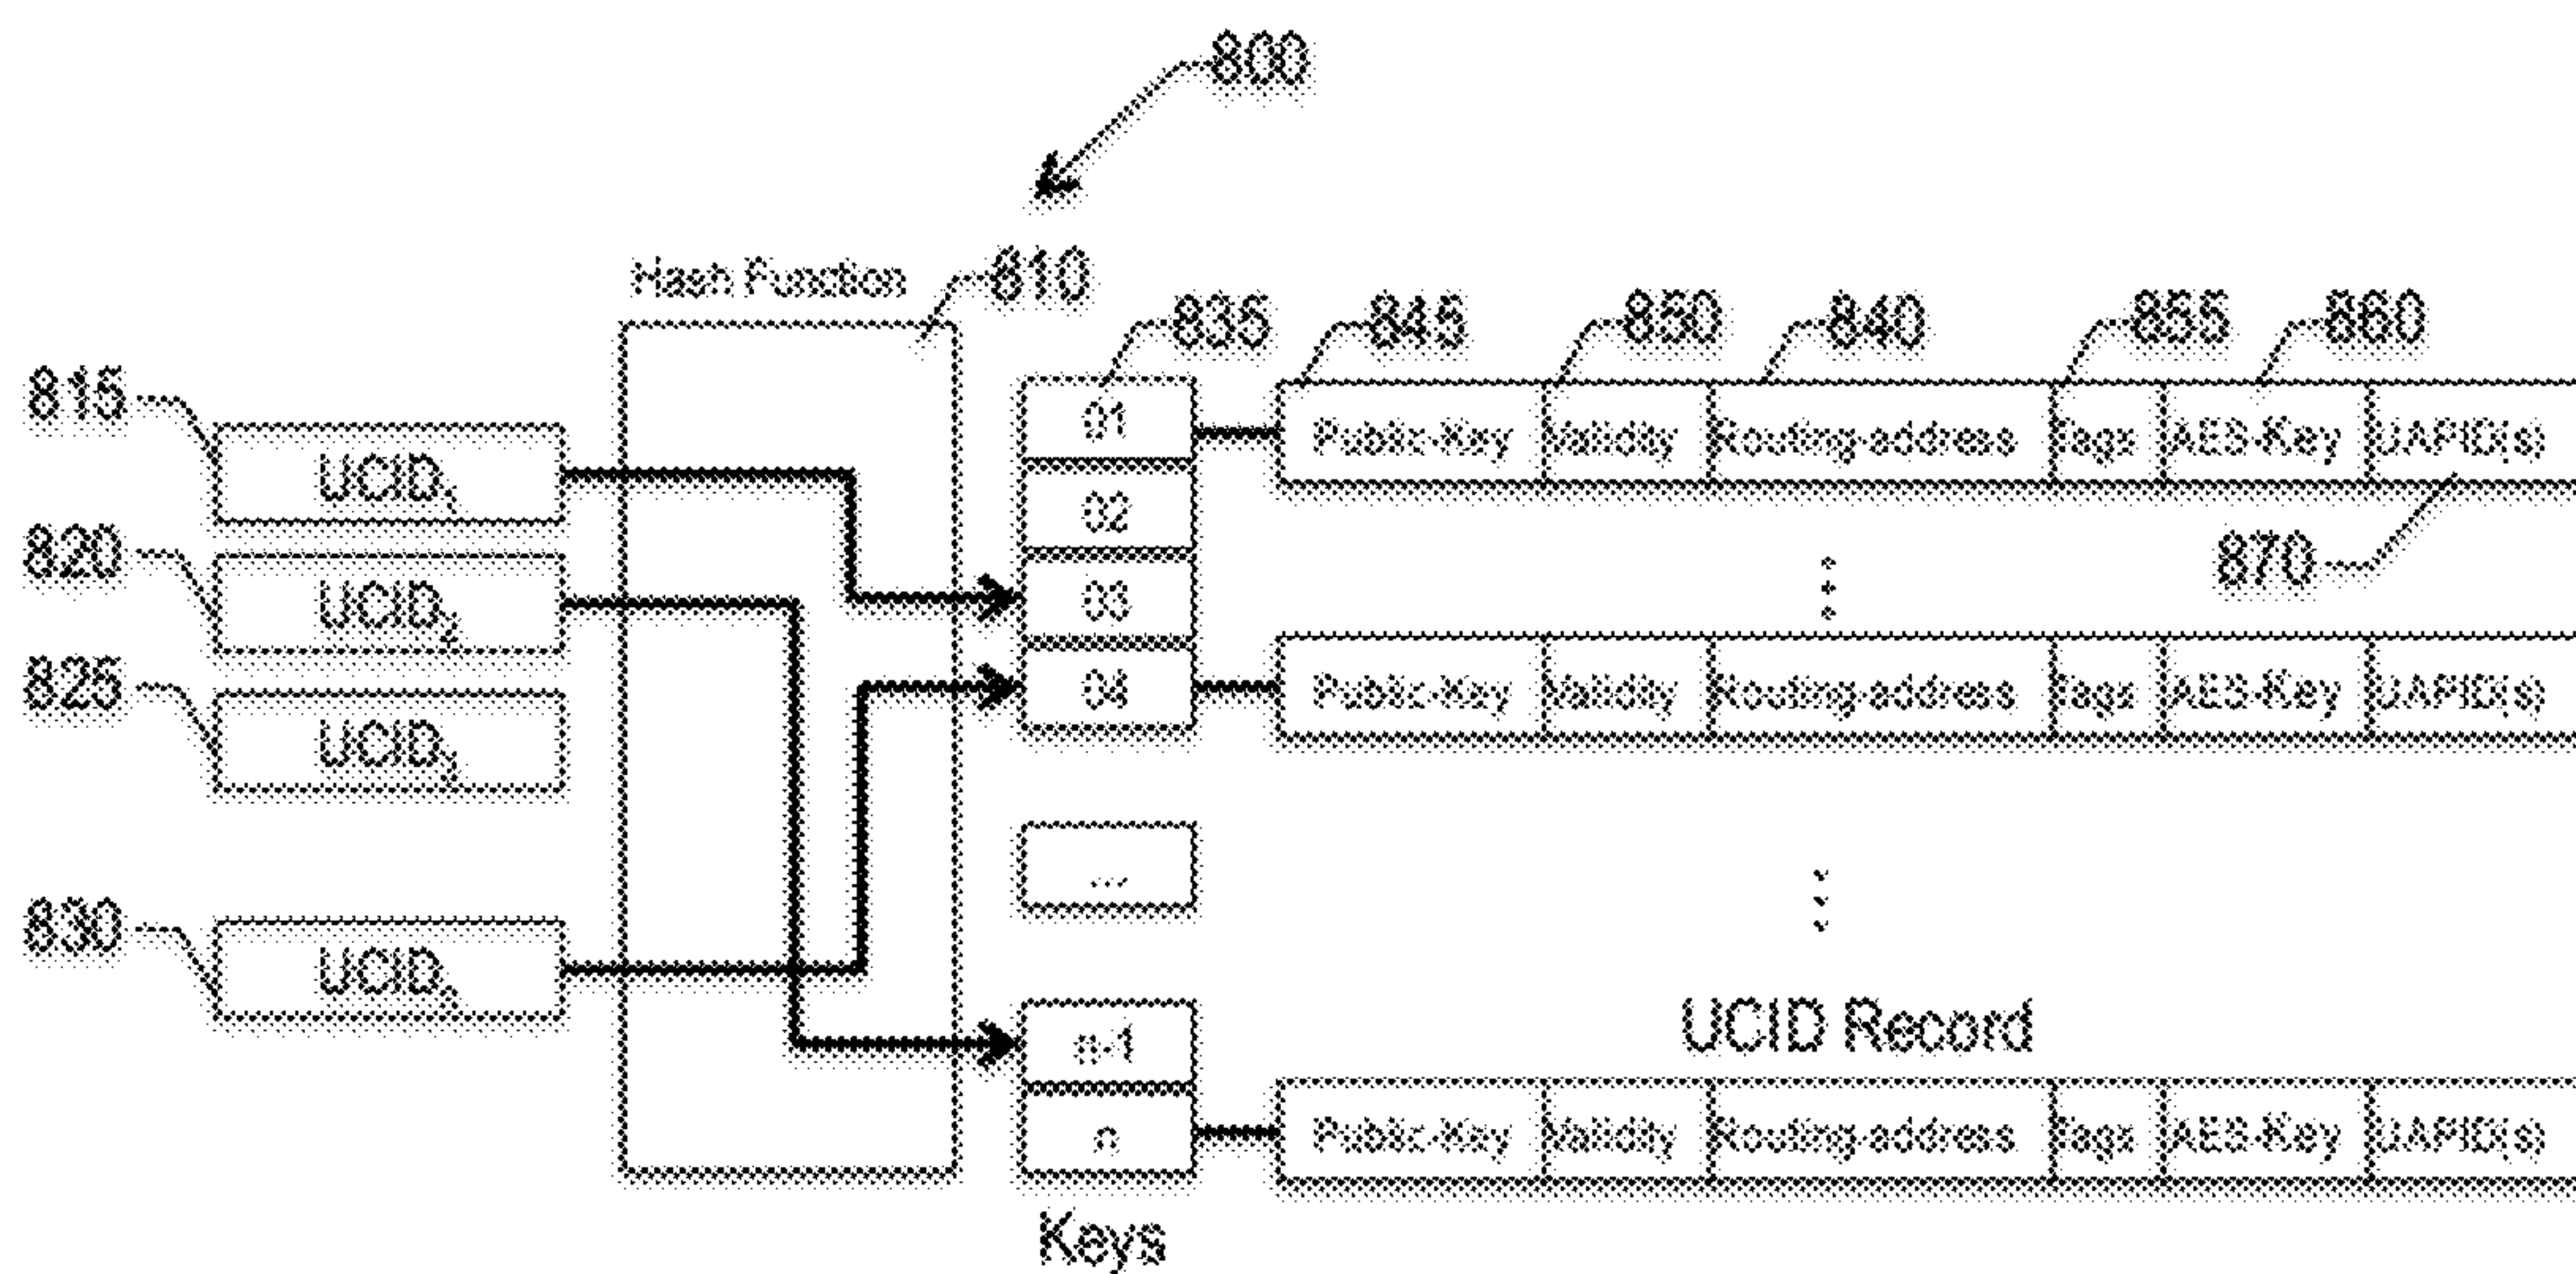 800
Hash Function
810
835
845
850
840
855
860
815
UCID1
820
UCID2
825
UCID
830
UCID
01
02
03
04
...
n-1
n
Keys
Public-Key Validity Routing-address Tags AES-Key UAPID(s)
870
Public-Key Validity Routing-address Tags AES-Key UAPID(s)
UCID Record
Public-Key Validity Routing-address Tags AES-Key UAPID(s)